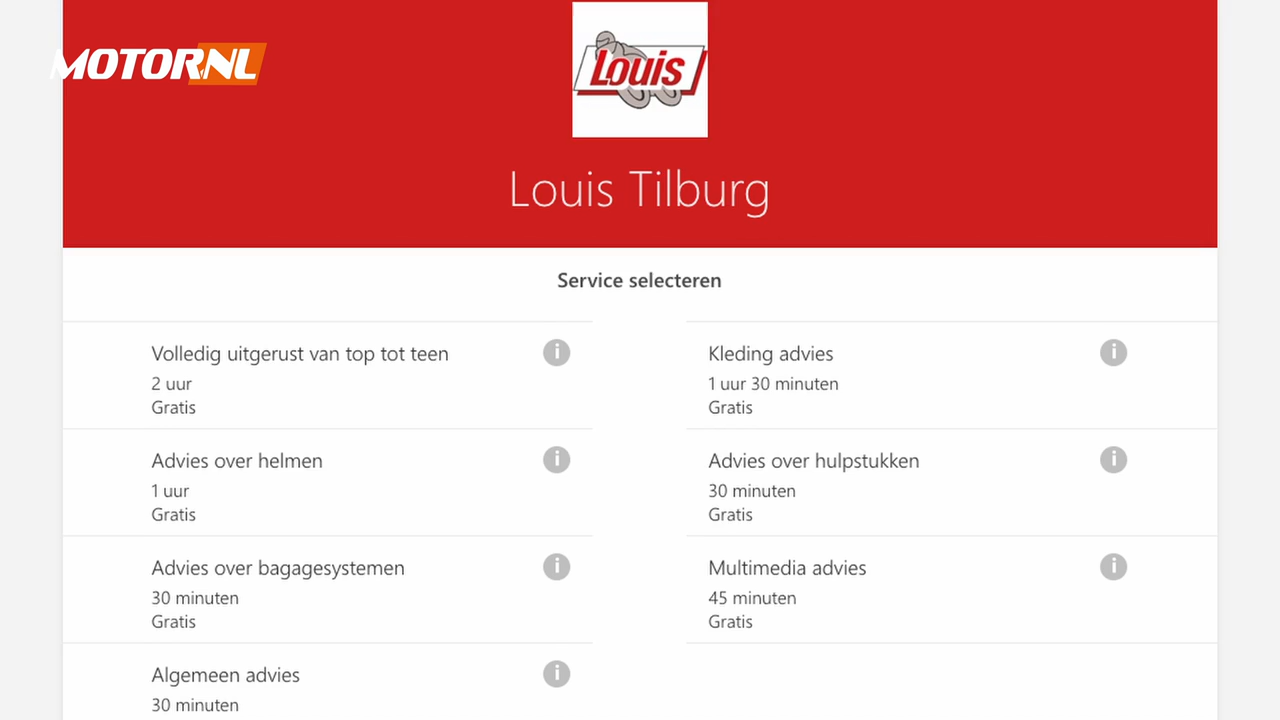 MOTOR.NL
Louis
Louis Tilburg
Service selecteren
Volledig uitgerust van top tot teen
2 uur
Gratis
Kleding advies
1 uur 30 minuten
Gratis
Advies over helmen
1 uur
Gratis
Advies over hulpstukken
30 minuten
Gratis
Advies over bagagesystemen
30 minuten
Gratis
Multimedia advies
45 minuten
Gratis
Algemeen advies
30 minuten